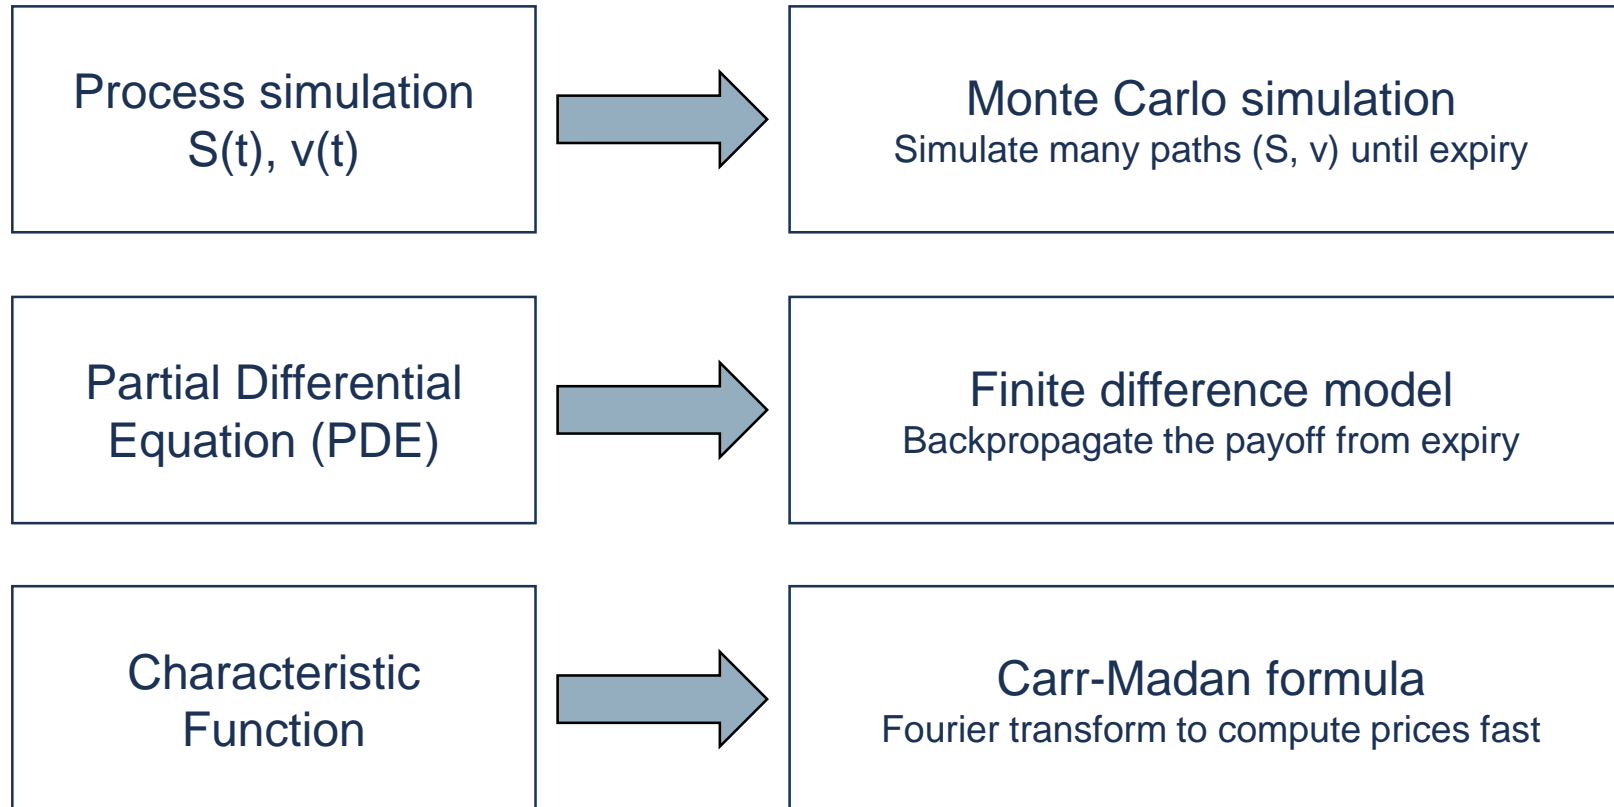 Process simulation
S(t), v(t)
Monte Carlo simulation
Simulate many paths (S, v) until expiry
Partial Differential
Equation (PDE)
Finite difference model
Backpropagate the payoff from expiry
Characteristic
Function
Carr-Madan formula
Fourier transform to compute prices fast